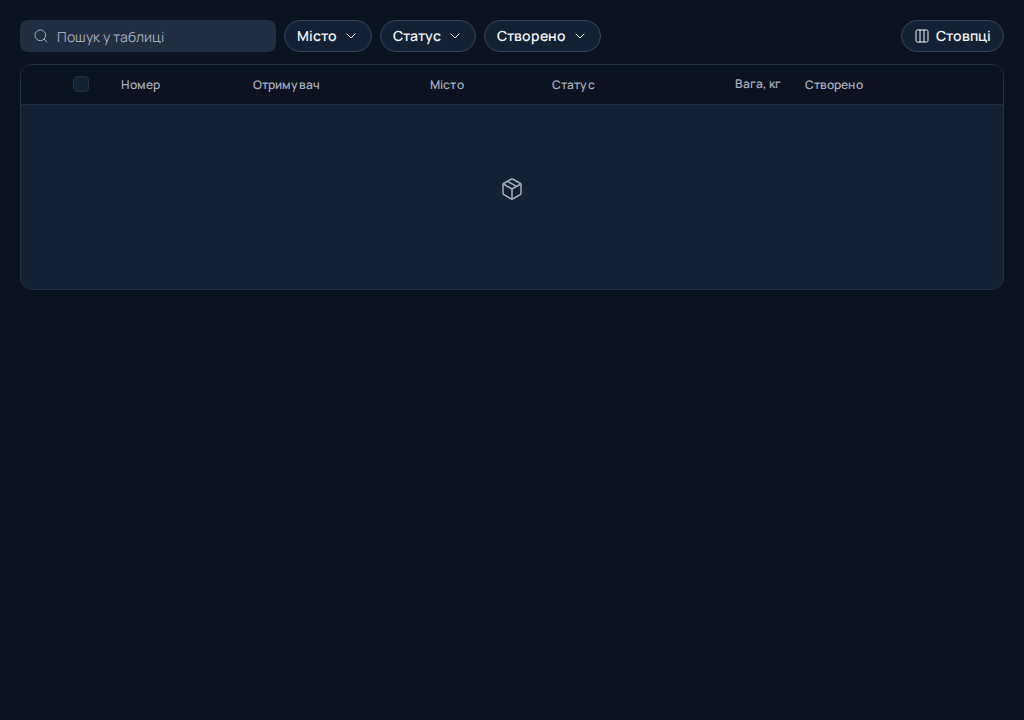 Пошук у таблиці Місто Статус Створено Стовпці
Номер Отримувач Місто Статус Вага, кг Створено